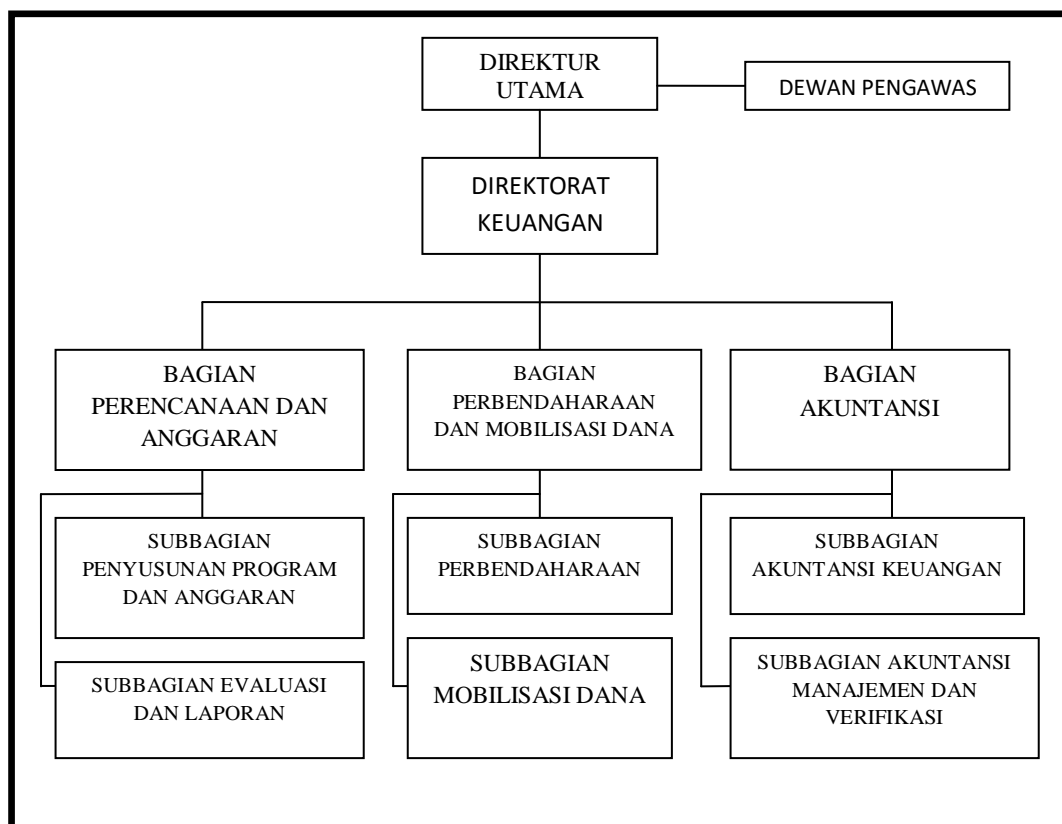 DIREKTUR
UTAMA
DEWAN PENGAWAS
DIREKTORAT
KEUANGAN
BAGIAN
PERENCANAAN DAN
ANGGARAN
BAGIAN
PERBENDAHARAAN
DAN MOBILISASI DANA
BAGIAN
AKUNTANSI
SUBBAGIAN
PENYUSUNAN PROGRAM
DAN ANGGARAN
SUBBAGIAN
PERBENDAHARAAN
SUBBAGIAN
AKUNTANSI KEUANGAN
SUBBAGIAN EVALUASI
DAN LAPORAN
SUBBAGIAN
MOBILISASI DANA
SUBBAGIAN AKUNTANSI
MANAJEMEN DAN
VERIFIKASI